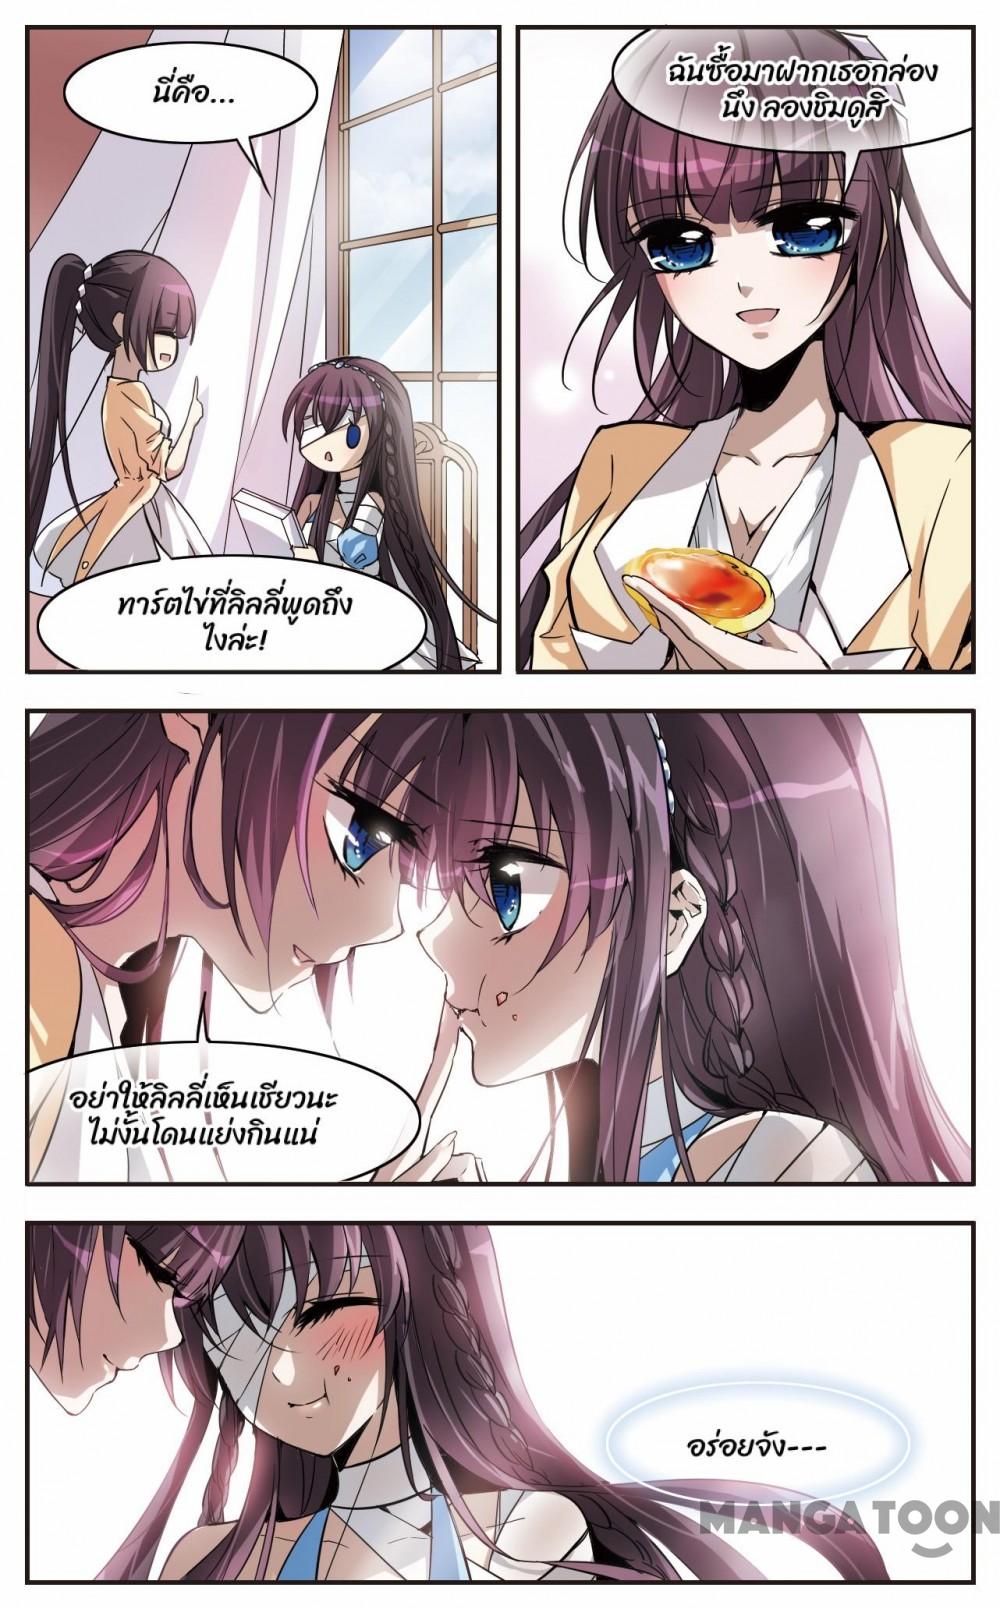 นี่คือ...
ทาร์ตไข่ที่ลิลลี่พูดถึง
ไงล่ะ!
ฉันซื้อมาฝากเธอกล่อง
นึง ลองชิมดูสิ
อย่าให้ลิลลี่เห็นเชียวนะ
ไม่งั้นโดนแย่งกินแน่
อร่อยจัง---
MANGATOON